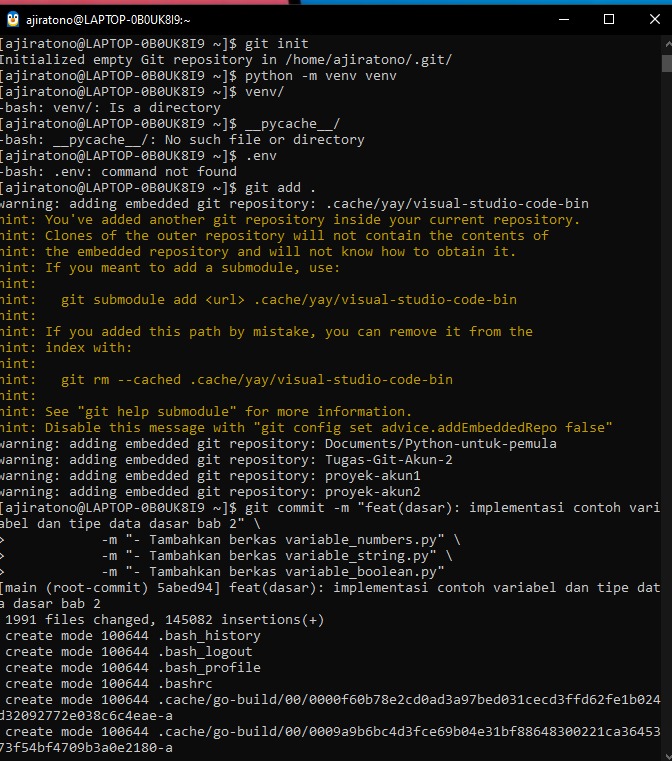 ajiratono@LAPTOP-0B0UK8I9:~
[ajiratono@LAPTOP-0B0UK8I9 ~]$ git init
Initialized empty Git repository in /home/ajiratono/.git/
[ajiratono@LAPTOP-0B0UK8I9 ~]$ python -m venv venv
[ajiratono@LAPTOP-0B0UK8I9 ~]$ venv/
-bash: venv/: Is a directory
[ajiratono@LAPTOP-0B0UK8I9 ~]$ __pycache__/
-bash: __pycache__/: No such file or directory
[ajiratono@LAPTOP-0B0UK8I9 ~]$ .env
-bash: .env: command not found
[ajiratono@LAPTOP-0B0UK8I9 ~]$ git add .
warning: adding embedded git repository: .cache/yay/visual-studio-code-bin
hint: You've added another git repository inside your current repository.
hint: Clones of the outer repository will not contain the contents of
hint: the embedded repository and will not know how to obtain it.
hint: If you meant to add a submodule, use:
hint:
hint:   git submodule add <url> .cache/yay/visual-studio-code-bin
hint:
hint: If you added this path by mistake, you can remove it from the
hint: index with:
hint:
hint:   git rm --cached .cache/yay/visual-studio-code-bin
hint:
hint: See "git help submodule" for more information.
hint: Disable this message with "git config set advice.addEmbeddedRepo false"
warning: adding embedded git repository: Documents/Python-untuk-pemula
warning: adding embedded git repository: Tugas-Git-Akun-2
warning: adding embedded git repository: proyek-akun1
warning: adding embedded git repository: proyek-akun2
[ajiratono@LAPTOP-0B0UK8I9 ~]$ git commit -m "feat(dasar): implementasi contoh vari
abel dan tipe data dasar bab 2" \
>           -m "- Tambahkan berkas variable_numbers.py" \
>           -m "- Tambahkan berkas variable_string.py" \
>           -m "- Tambahkan berkas variable_boolean.py"
[main (root-commit) 5abed94] feat(dasar): implementasi contoh variabel dan tipe dat
a dasar bab 2
 1991 files changed, 145082 insertions(+)
 create mode 100644 .bash_history
 create mode 100644 .bash_logout
 create mode 100644 .bash_profile
 create mode 100644 .bashrc
 create mode 100644 .cache/go-build/00/0000f60b78e2cd0ad3a97bed031cecd3ffd62fe1b024
d32092772e038c6c4eae-a
 create mode 100644 .cache/go-build/00/0009a9b6bc4d3fce69b04e31bf88648300221ca36453
73f54bf4709b3a0e2180-a